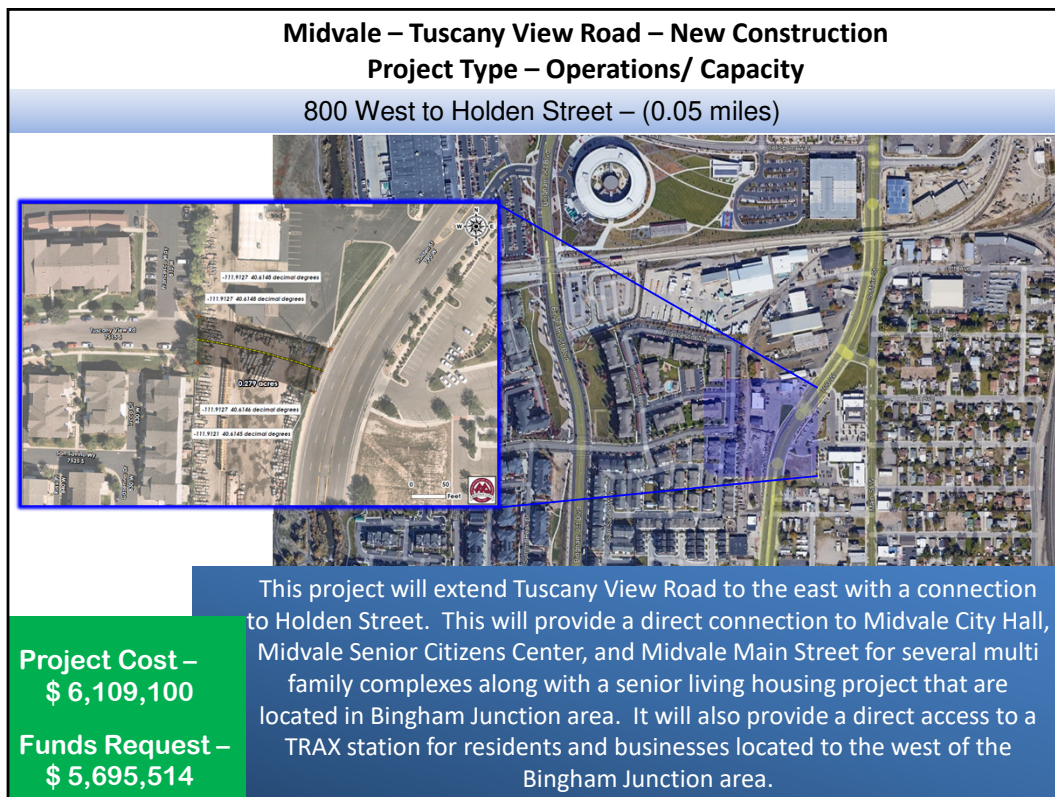 Midvale – Tuscany View Road – New Construction
Project Type – Operations/ Capacity
800 West to Holden Street – (0.05 miles)
-111.9127 40.6148 decimal degrees
-111.9127 40.6148 decimal degrees
Tuscany View Rd
7515 S
0.279 acres
-111.9127 40.6146 decimal degrees
-111.9121 40.6145 decimal degrees
7525 S
0 50
Feet
This project will extend Tuscany View Road to the east with a connection
to Holden Street. This will provide a direct connection to Midvale City Hall,
Midvale Senior Citizens Center, and Midvale Main Street for several multi
family complexes along with a senior living housing project that are
located in Bingham Junction area. It will also provide a direct access to a
TRAX station for residents and businesses located to the west of the
Bingham Junction area.
Project Cost –
$ 6,109,100
Funds Request –
$ 5,695,514